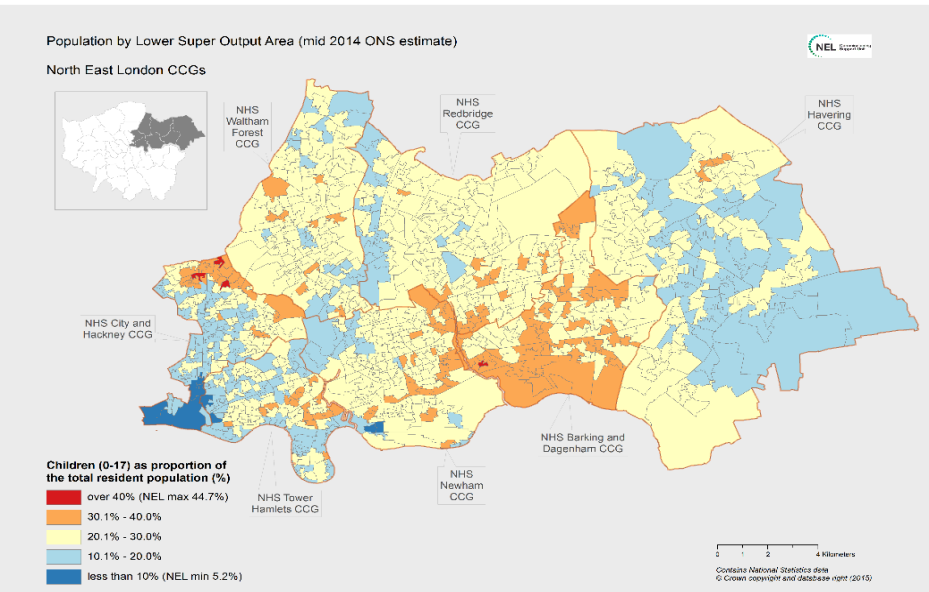 Population by Lower Super Output Area (mid 2014 ONS estimate)
NEL Commissioning
Support Unit
North East London CCGs
NHS
Waltham
Forest
CCG
NHS
Redbridge
CCG
NHS
Havering
CCG
NHS City and
Hackney CCG
NHS Barking and
Dagenham CCG
NHS
Newham
CCG
NHS Tower
Hamlets CCG
Children (0-17) as proportion of
the total resident population (%)
over 40% (NEL max 44.7%)
30.1% - 40.0%
20.1% - 30.0%
10.1% - 20.0%
less than 10% (NEL min 5.2%)
0 1 2 4 Kilometers
Contains National Statistics data
© Crown copyright and database right (2015)